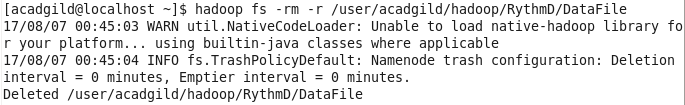 [acadgild@localhost ~]$ hadoop fs -rm -r /user/acadgild/hadoop/RythmD/DataFile
17/08/07 00:45:03 WARN util.NativeCodeLoader: Unable to load native-hadoop library fo
r your platform... using builtin-java classes where applicable
17/08/07 00:45:04 INFO fs.TrashPolicyDefault: Namenode trash configuration: Deletion
interval = 0 minutes, Emptier interval = 0 minutes.
Deleted /user/acadgild/hadoop/RythmD/DataFile